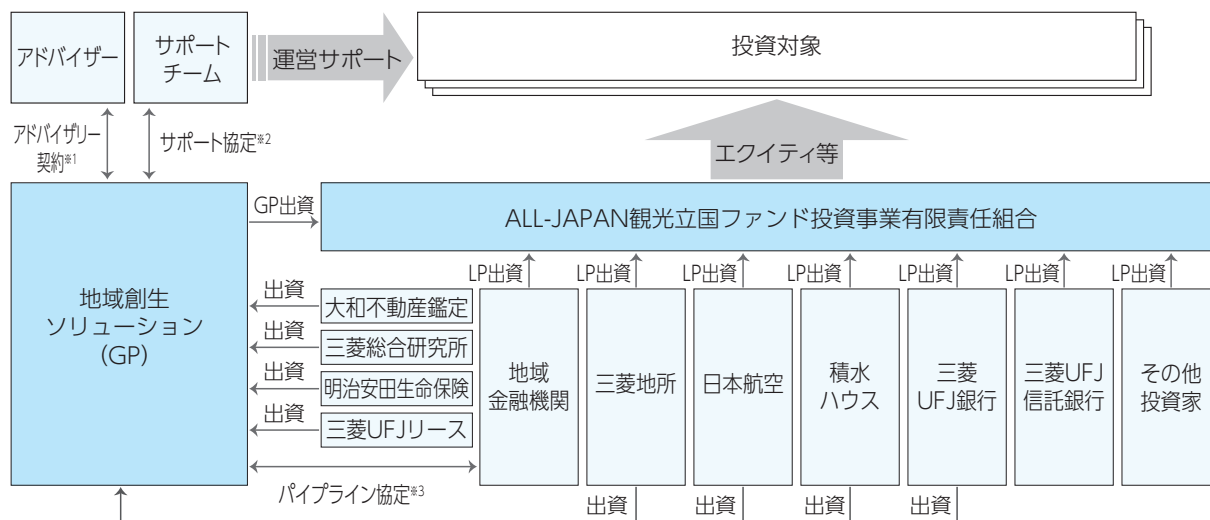 アドバイザー
サポート
チーム
運営サポート
投資対象
アドバイザリー
契約※1
サポート協定※2
エクイティ等
GP出資
ALL-JAPAN観光立国ファンド投資事業有限責任組合
LP出資
LP出資
LP出資
LP出資
LP出資
LP出資
LP出資
地域創生
ソリューション
(GP)
出資
大和不動産鑑定
出資
三菱総合研究所
出資
明治安田生命保険
出資
三菱UFJリース
パイプライン協定※3
地域
金融機関
三菱地所
日本航空
積水
ハウス
三菱
UFJ銀行
三菱UFJ
信託銀行
その他
投資家
出資
出資
出資
出資